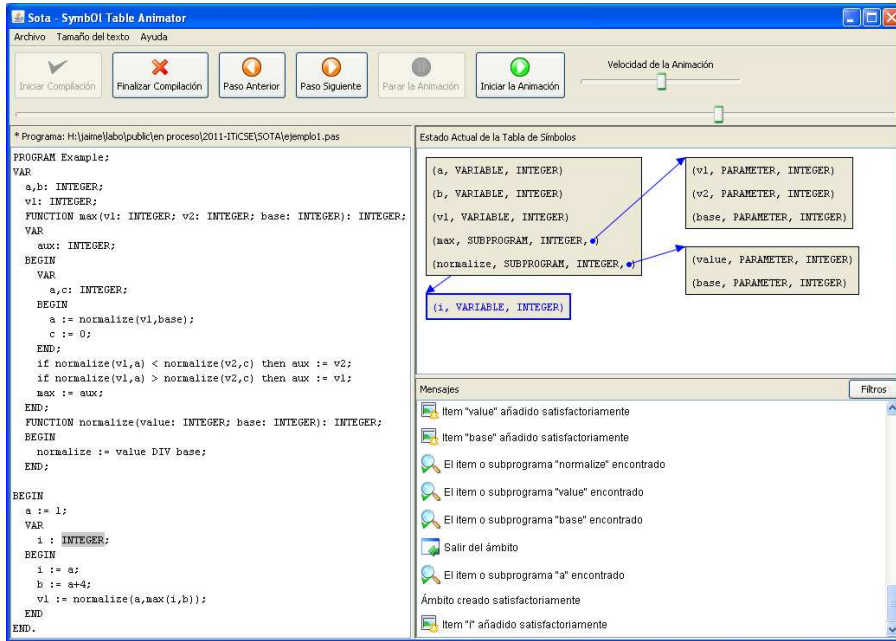 Sota - SymbOl Table Animator
Archivo Tamaño del texto Ayuda
Iniciar Compilación Finalizar Compilación Paso Anterior Paso Siguiente Parar la Animación Iniciar la Animación Velocidad de la Animación
* Programa: H:\jaime\labo\public\en proceso\2011-ITiCSE\SOTA\ejemplo1.pas
PROGRAM Example;
VAR
a,b: INTEGER;
v1: INTEGER;
FUNCTION max(v1: INTEGER; v2: INTEGER; base: INTEGER): INTEGER;
VAR
aux: INTEGER;
BEGIN
VAR
a,c: INTEGER;
BEGIN
a := normalize(v1,base);
c := 0;
END;
if normalize(v1,a) < normalize(v2,c) then aux := v2;
if normalize(v1,a) > normalize(v2,c) then aux := v1;
max := aux;
END;
FUNCTION normalize(value: INTEGER; base: INTEGER): INTEGER;
BEGIN
normalize := value DIV base;
END;
BEGIN
a := 1;
VAR
i : INTEGER;
BEGIN
i := a;
b := a+4;
v1 := normalize(a,max(i,b));
END
END.
Estado Actual de la Tabla de Símbolos
(a, VARIABLE, INTEGER)
(b, VARIABLE, INTEGER)
(v1, VARIABLE, INTEGER)
(max, SUBPROGRAM, INTEGER, )
(normalize, SUBPROGRAM, INTEGER, )
(i, VARIABLE, INTEGER)
(v1, PARAMETER, INTEGER)
(v2, PARAMETER, INTEGER)
(base, PARAMETER, INTEGER)
(value, PARAMETER, INTEGER)
(base, PARAMETER, INTEGER)
Mensajes Filtros
Item "value" añadido satisfactoriamente
Item "base" añadido satisfactoriamente
El item o subprograma "normalize" encontrado
El item o subprograma "value" encontrado
El item o subprograma "base" encontrado
Salir del ámbito
El item o subprograma "a" encontrado
Ámbito creado satisfactoriamente
Item "i" añadido satisfactoriamente